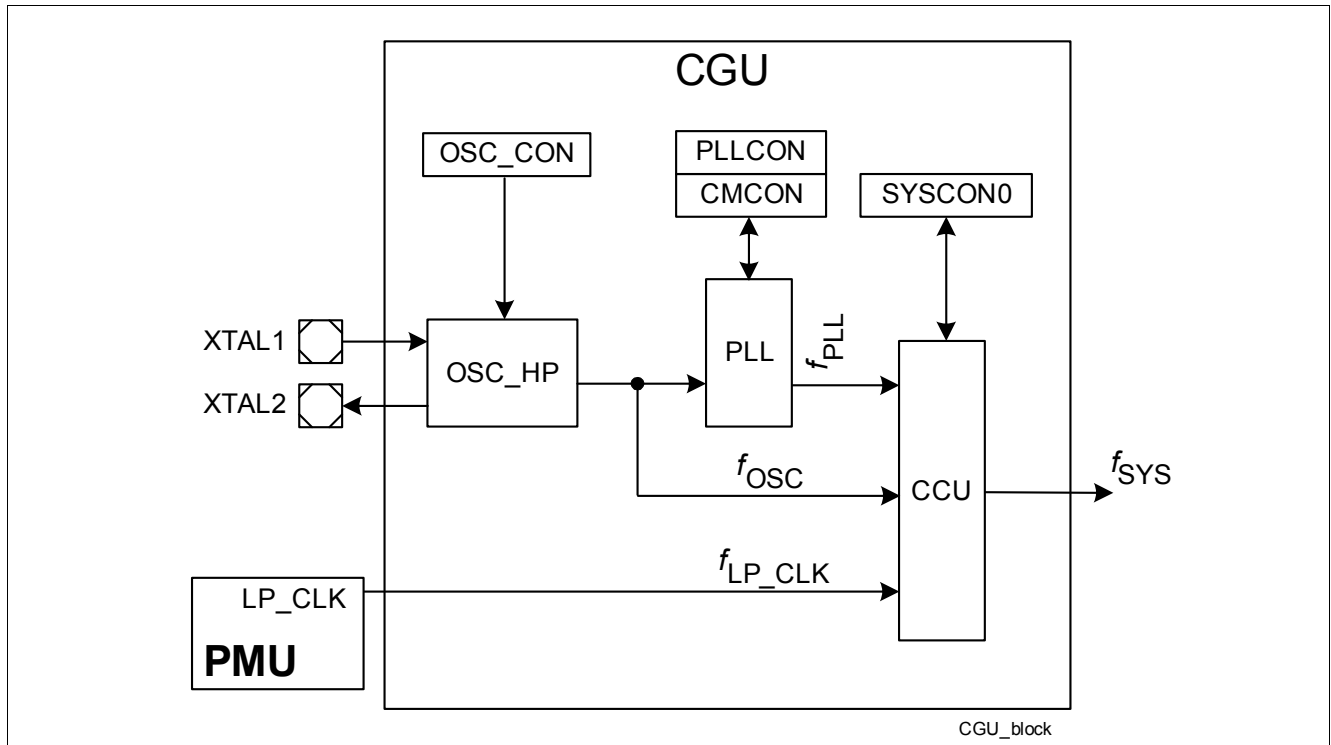 CGU
OSC_CON
PLLCON
CMCON
SYSCON0
XTAL1
XTAL2
OSC_HP
PLL
fPLL
fOSC
CCU
fSYS
fLP_CLK
LP_CLK
PMU
CGU_block